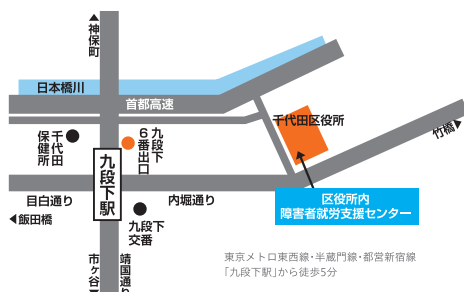 ▲神保町
日本橋川
首都高速
千代田区役所
竹橋▶
九段下
6番出口
千代田
保健所
九段下駅
目白通り
内堀通り
◀飯田橋
九段下
交番
区役所内
障害者就労支援センター
靖国通り
市ヶ谷▼
東京メトロ東西線・半蔵門線・都営新宿線
「九段下駅」から徒歩5分